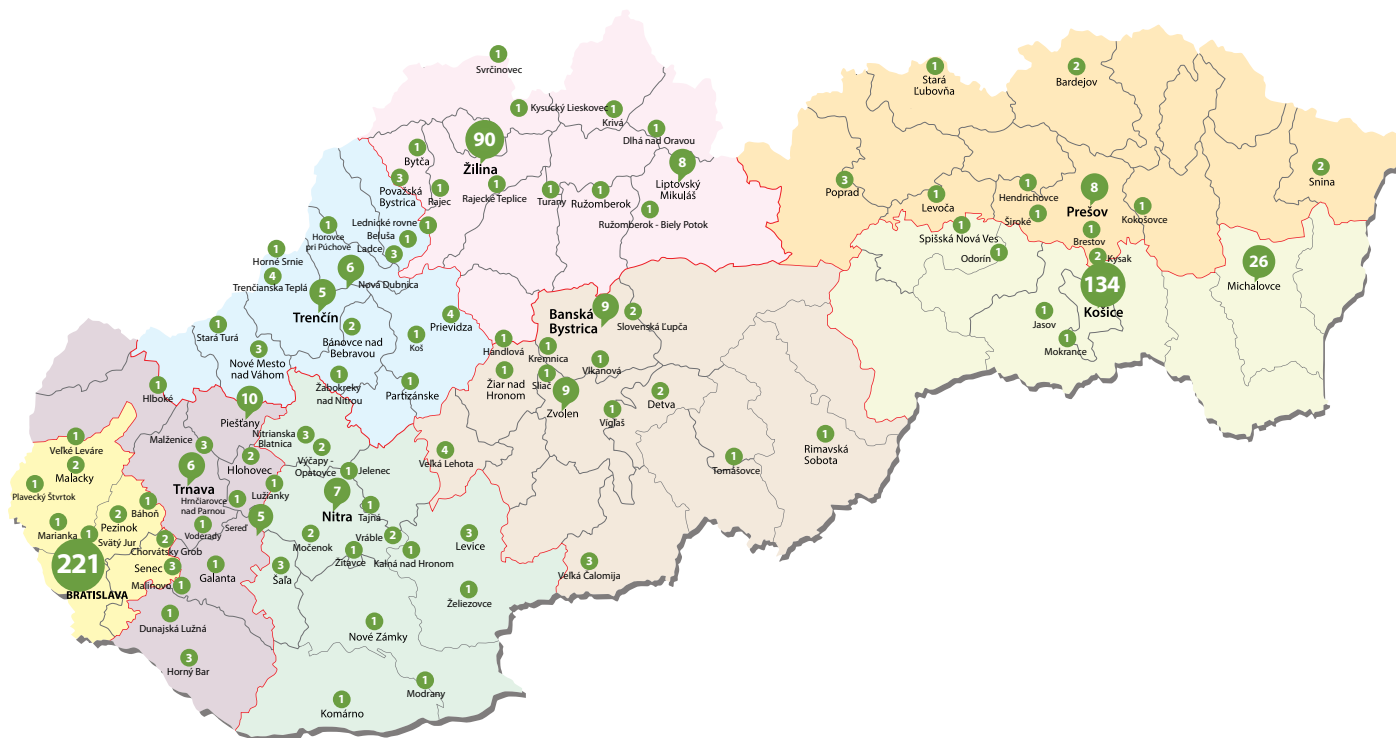 1
Svrčinovec
1
Kysucký Lieskovec
1
Krivá
1
Dlhá nad Oravou
90
Žilina
1
Bytča
3
Považská
Bystrica
1
Rajec
1
Rajecké Teplice
1
Turany
1
Ružomberok
8
Liptovský
Mikuláš
1
Ružomberok - Biely Potok
1
Stará
Ľubovňa
2
Bardejov
3
Poprad
1
Levoča
1
Hendrichovce
1
Široké
8
Prešov
1
Kokošovce
2
Snina
1
Brestov
2
Kysak
1
Spišská Nová Ves
1
Odorín
134
Košice
26
Michalovce
1
Jasov
1
Mokrance
1
Lednické rovne
1
Beluša
3
Ladce
1
Horovce
pri Púchove
1
Horné Srnie
4
Trenčianska Teplá
6
Nová Dubnica
5
Trenčín
1
Stará Turá
3
Nové Mesto
nad Váhom
2
Bánovce nad
Bebravou
1
Koš
4
Prievidza
1
Žabokreky
nad Nitrou
1
Partizánske
1
Handlová
9
Banská
Bystrica
2
Slovenská Ľupča
1
Kremnica
1
Žiar nad
Hronom
1
Sliač
1
Vlkanová
9
Zvolen
2
Detva
1
Vígľaš
4
Veľká Lehota
1
Tomášovce
1
Rimavská
Sobota
3
Veľká Čalomija
1
Hlboké
10
Piešťany
3
Malženice
2
Hlohovec
6
Trnava
1
Hrnčiarovce
nad Parnou
5
Sereď
1
Voderady
1
Galanta
1
Dunajská Lužná
3
Horný Bar
1
Veľké Leváre
2
Malacky
1
Plavecký Štvrtok
1
Marianka
2
Pezinok
1
Báhoň
1
Svätý Jur
2
Chorvátsky Grob
3
Senec
1
Malinovo
221
BRATISLAVA
3
Nitrianska
Blatnica
2
Výčapy -
Opatovce
1
Jelenec
1
Lužianky
7
Nitra
1
Tajná
2
Močenok
2
Vráble
1
Žitavce
1
Kalná nad Hronom
3
Levice
3
Šaľa
1
Želiezovce
1
Nové Zámky
1
Modrany
1
Komárno